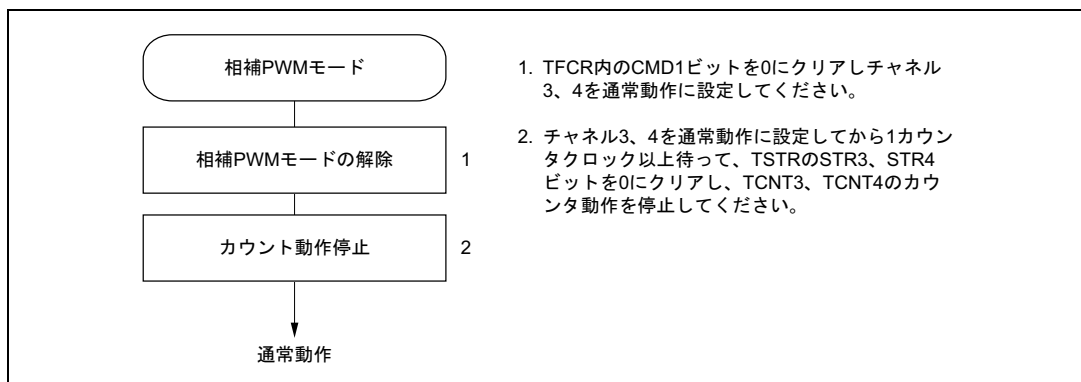 相補PWMモード
相補PWMモードの解除
1
カウント動作停止
2
通常動作
1. TFCR内のCMD1ビットを0にクリアしチャネル
3、4を通常動作に設定してください。
2. チャネル3、4を通常動作に設定してから1カウン
タクロック以上待って、TSTRのSTR3、STR4
ビットを0にクリアし、TCNT3、TCNT4のカウ
ンタ動作を停止してください。